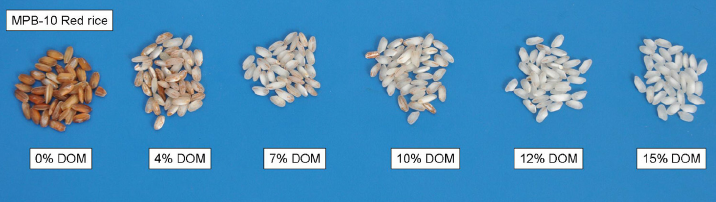 MPB-10 Red rice
0% DOM
4% DOM
7% DOM
10% DOM
12% DOM
15% DOM